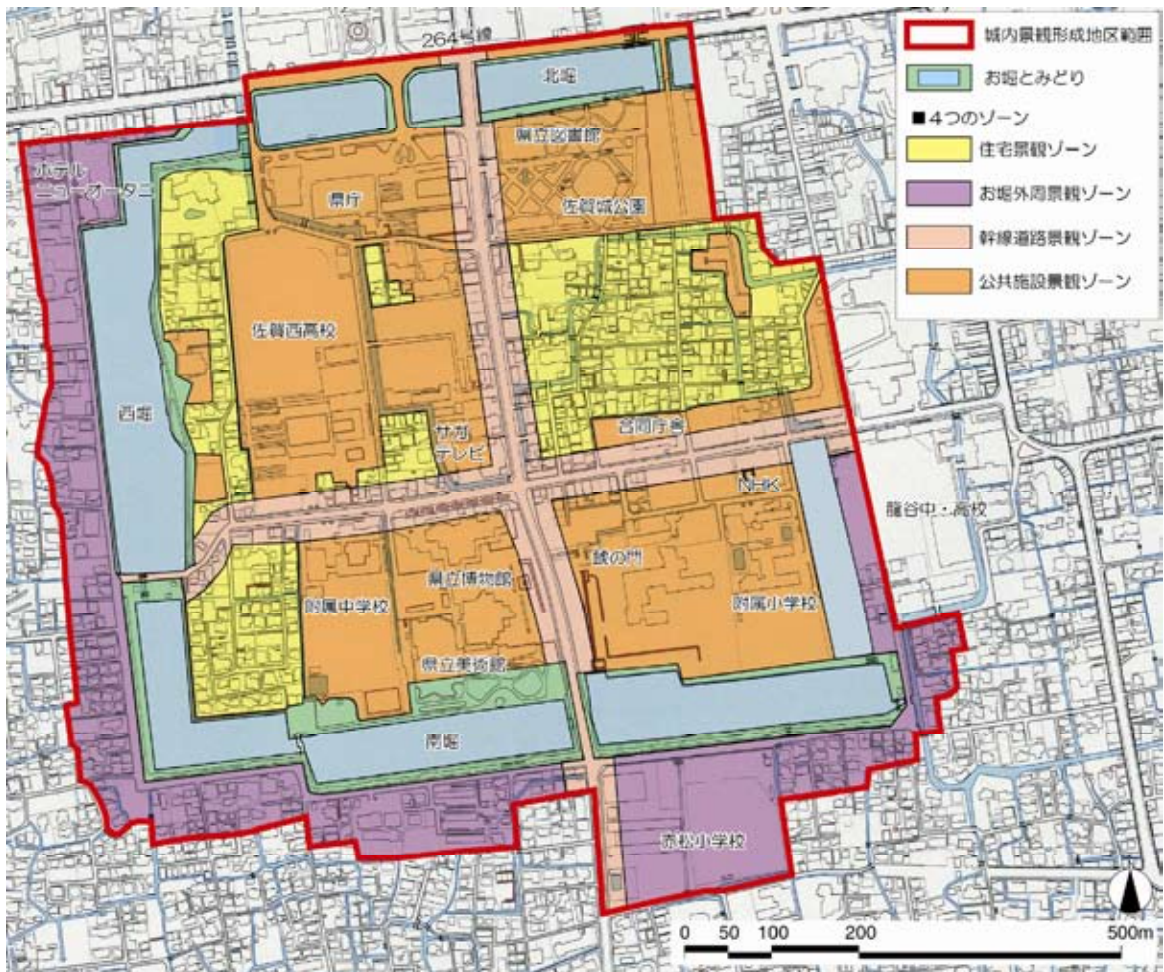 264号線
北堀
県立図書館
ホテル
ニューオータニ
県庁
佐賀城公園
佐賀西高校
西堀
サガ
テレビ
合同庁舎
NHK
龍谷中・高校
鯱の門
県立博物館
附属中学校
附属小学校
県立美術館
南堀
赤松小学校
城内景観形成地区範囲
お堀とみどり
■4つのゾーン
住宅景観ゾーン
お堀外周景観ゾーン
幹線道路景観ゾーン
公共施設景観ゾーン
0 50 100 200 500m